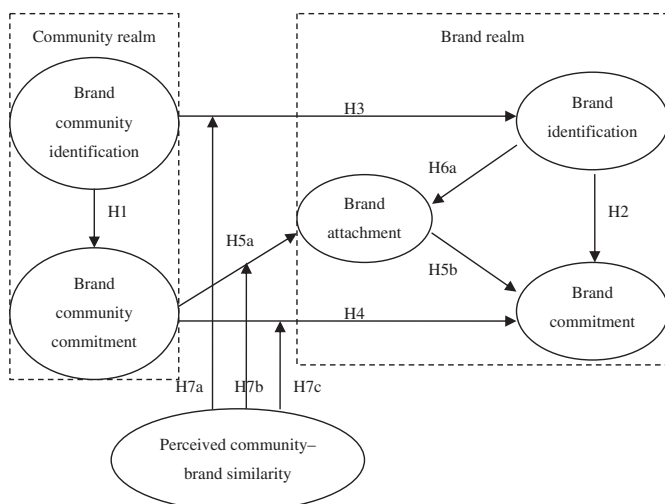 Community realm
Brand realm
Brand
community
identification
H3
Brand
identification
H6a
H1
Brand
attachment
H2
H5a
H5b
Brand
community
commitment
H4
Brand
commitment
H7a
H7b
H7c
Perceived community–
brand similarity